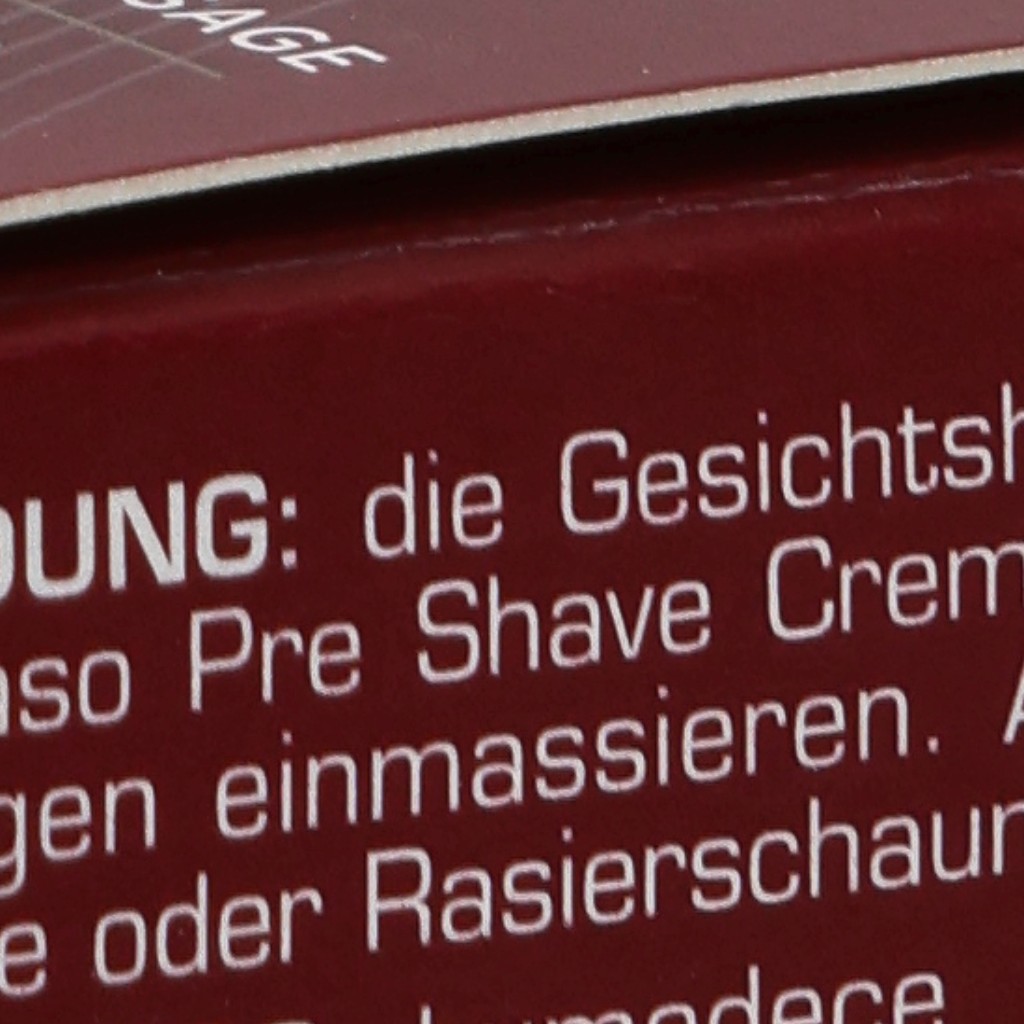 SAGE
DUNG: die Gesichtsh
aso Pre Shave Crem
gen einmassieren. A
e oder Rasierschaum